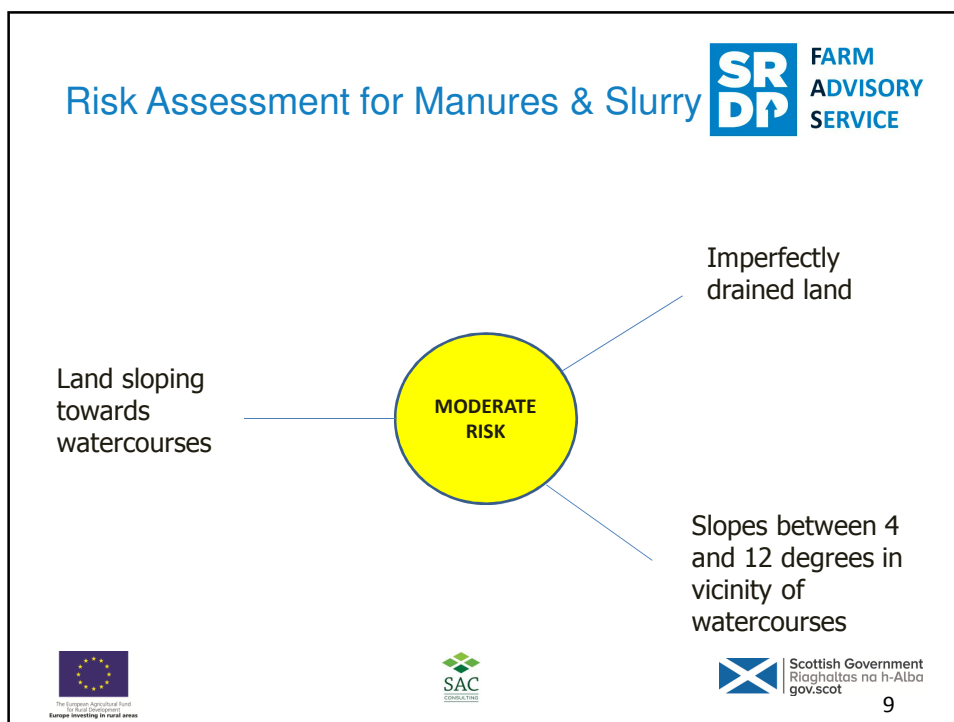 Risk Assessment for Manures & Slurry
SR
DP
FARM
ADVISORY
SERVICE
Imperfectly
drained land
Land sloping
towards
watercourses
MODERATE
RISK
Slopes between 4
and 12 degrees in
vicinity of
watercourses
The European Agricultural Fund
for Rural Development
Europe investing in rural areas
SAC
CONSULTING
Scottish Government
Riaghaltas na h-Alba
gov.scot
9